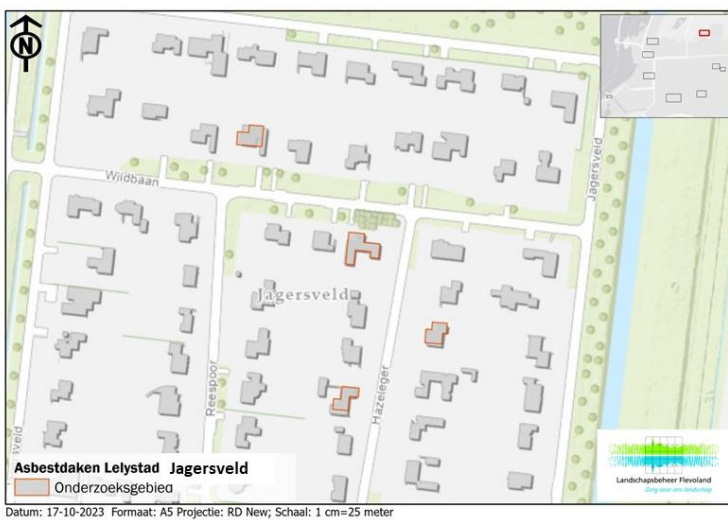 N
Wildbaan
Jagersveld
Jagersveld
Reespoor
Hazeleger
Asbestdaken Lelystad Jagersveld
Onderzoeksgebied
Landschapsbeheer Flevoland
Zorg voor ons landschap
Datum: 17-10-2023 Formaat: A5 Projectie: RD New; Schaal: 1 cm=25 meter